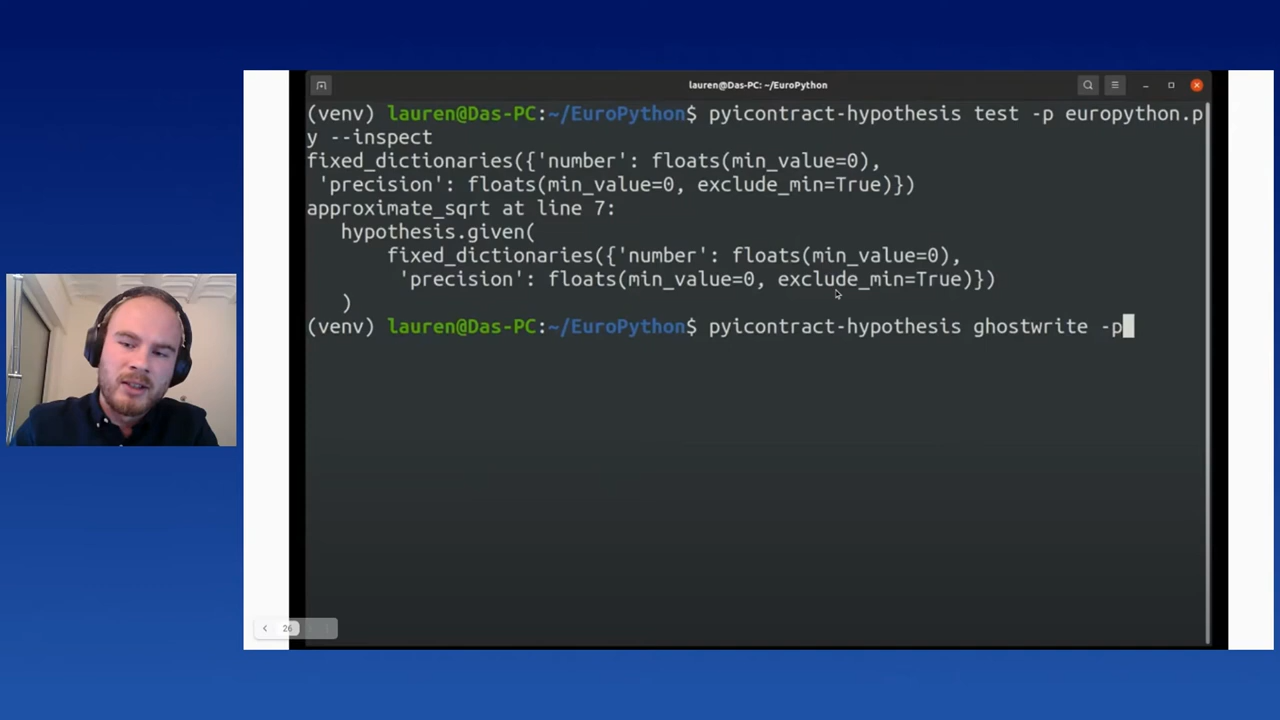 lauren@Das-PC: ~/EuroPython
(venv) lauren@Das-PC:~/EuroPython$ pyicontract-hypothesis test -p europython.p
y --inspect
fixed_dictionaries({'number': floats(min_value=0),
 'precision': floats(min_value=0, exclude_min=True)})
approximate_sqrt at line 7:
   hypothesis.given(
       fixed_dictionaries({'number': floats(min_value=0),
        'precision': floats(min_value=0, exclude_min=True)})
   )
(venv) lauren@Das-PC:~/EuroPython$ pyicontract-hypothesis ghostwrite -p
26